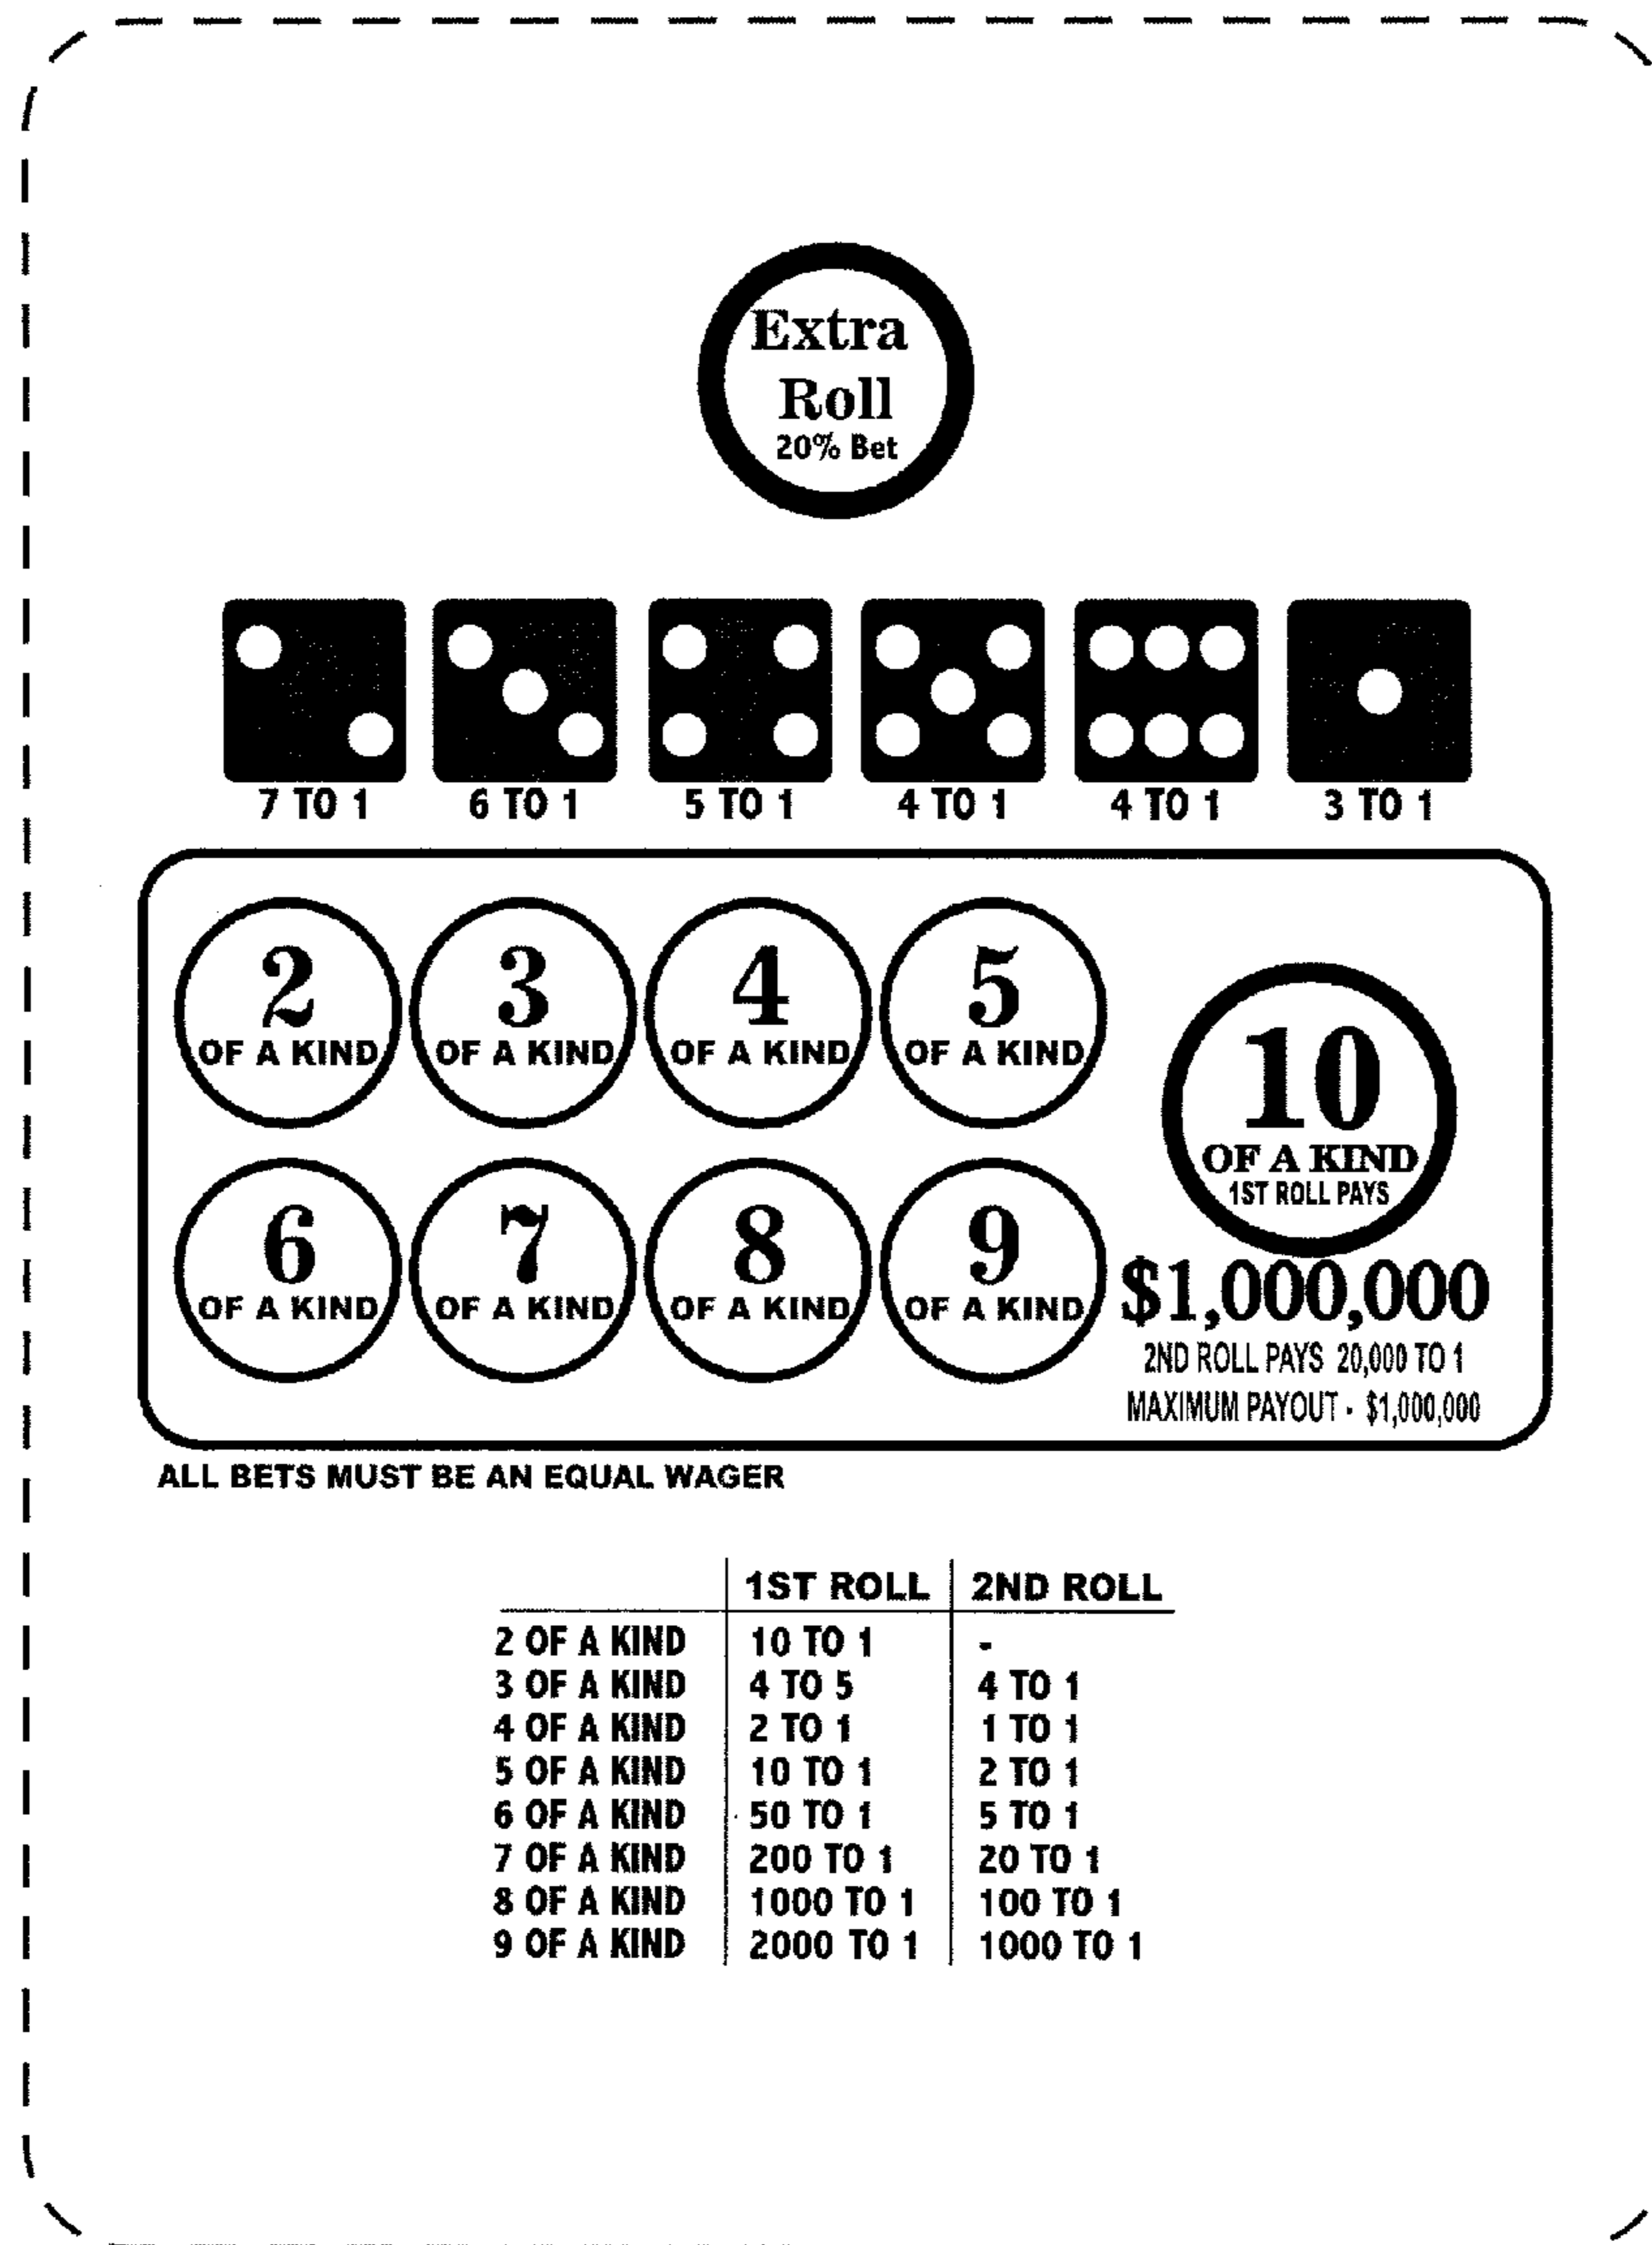 Extra
Roll
20% Bet
7 TO 1 6 TO 1 5 TO 1 4 TO 1 4 TO 1 3 TO 1
2 3 4 5
OF A KIND OF A KIND OF A KIND OF A KIND
10
OF A KIND
1ST ROLL PAYS
6 7 8 9
OF A KIND OF A KIND OF A KIND OF A KIND
$1,000,000
2ND ROLL PAYS 20,000 TO 1
MAXIMUM PAYOUT - $1,000,000
ALL BETS MUST BE AN EQUAL WAGER
1ST ROLL 2ND ROLL
2 OF A KIND 10 TO 1 -
3 OF A KIND 4 TO 5 4 TO 1
4 OF A KIND 2 TO 1 1 TO 1
5 OF A KIND 10 TO 1 2 TO 1
6 OF A KIND 50 TO 1 5 TO 1
7 OF A KIND 200 TO 1 20 TO 1
8 OF A KIND 1000 TO 1 100 TO 1
9 OF A KIND 2000 TO 1 1000 TO 1